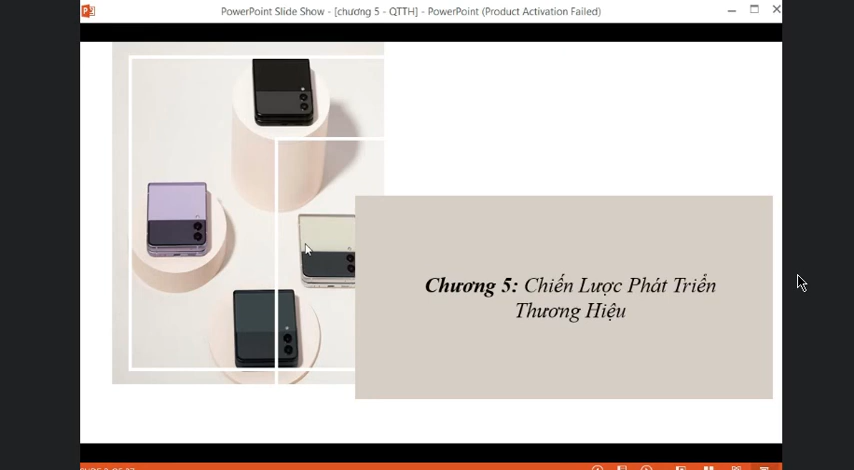 PowerPoint Slide Show - [chương 5 - QTTH] - PowerPoint (Product Activation Failed)
Chương 5: Chiến Lược Phát Triển
Thương Hiệu